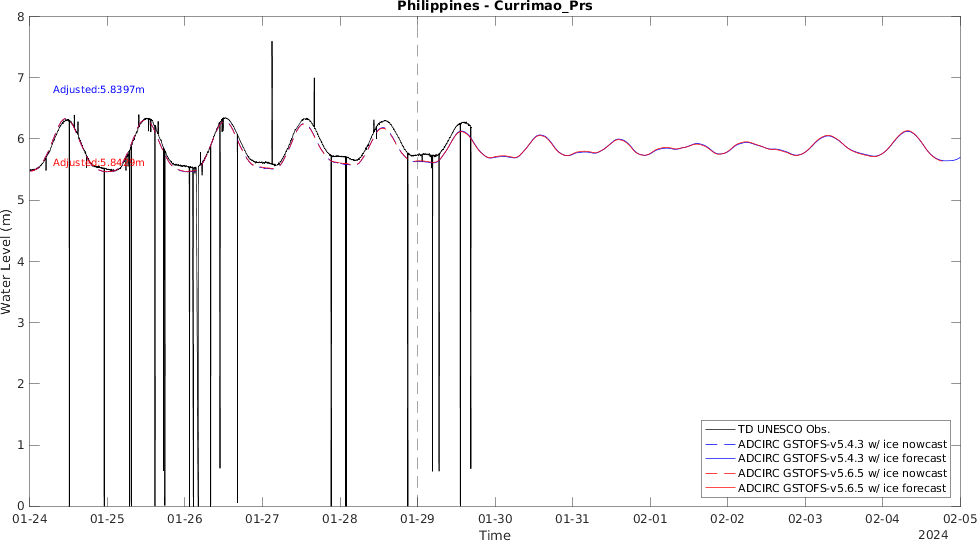 Philippines - Currimao_Prs
8
7
6
5
4
3
2
1
0
Water Level (m)
Adjusted:5.8397m
TD UNESCO Obs.
ADCIRC GSTOFS-v5.4.3 w/ ice nowcast
ADCIRC GSTOFS-v5.4.3 w/ ice forecast
ADCIRC GSTOFS-v5.6.5 w/ ice nowcast
ADCIRC GSTOFS-v5.6.5 w/ ice forecast
01-24 01-25 01-26 01-27 01-28 01-29 01-30 01-31 02-01 02-02 02-03 02-04 02-05
Time
2024